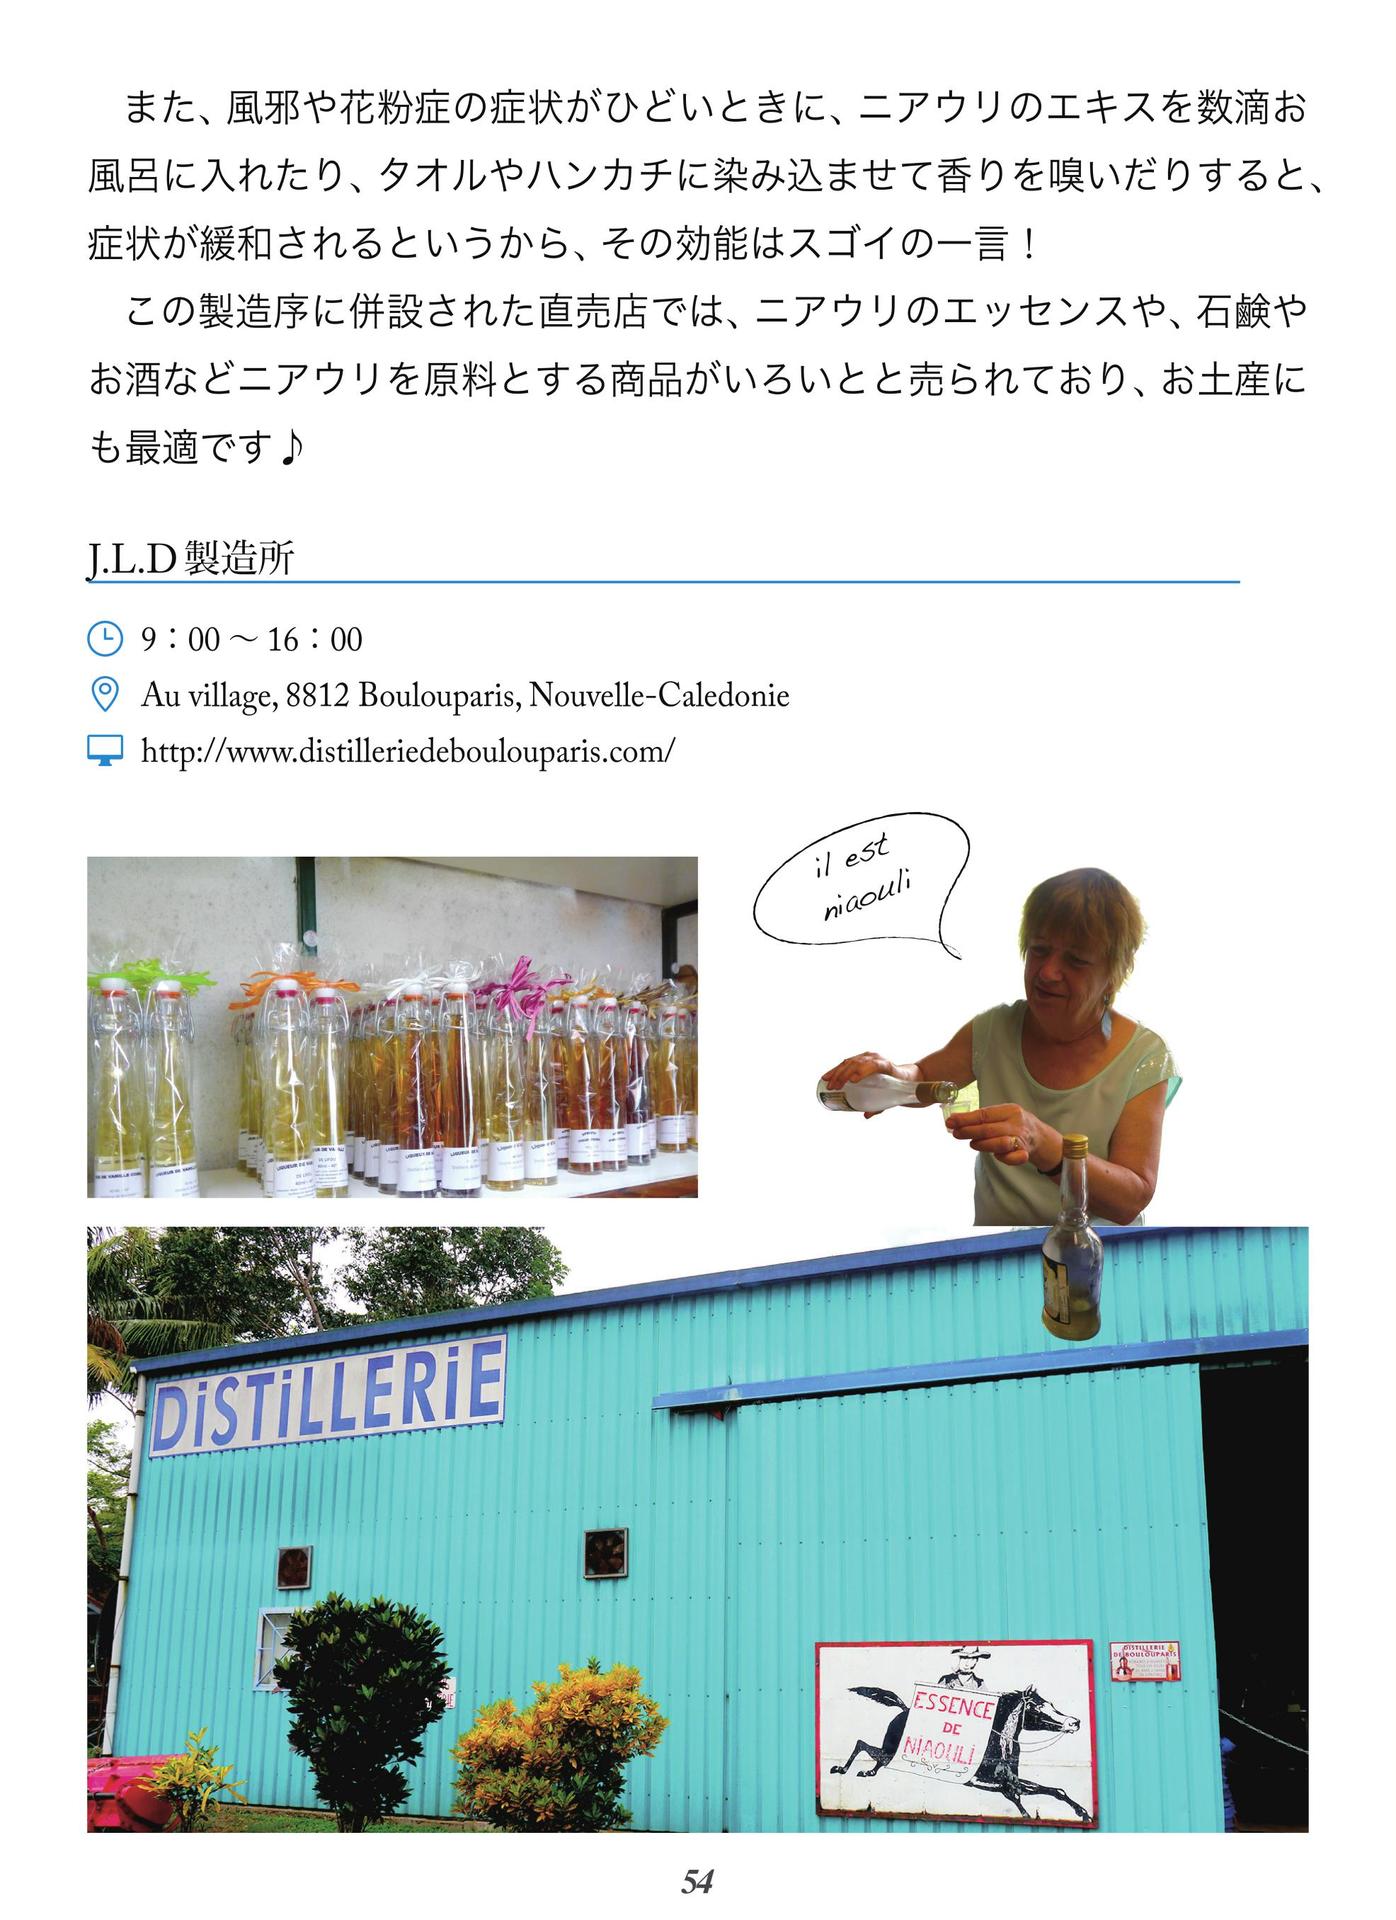 また、風邪や花粉症の症状がひどいときに、ニアウリのエキスを数滴お
風呂に入れたり、タオルやハンカチに染み込ませて香りを嗅いだりすると、
症状が緩和されるというから、その効能はスゴイの一言！
この製造序に併設された直売店では、ニアウリのエッセンスや、石鹸や
お酒などニアウリを原料とする商品がいろいとと売られており、お土産に
も最適です♪
J.L.D 製造所
9：00 〜 16：00
Au village, 8812 Boulouparis, Nouvelle-Caledonie
http://www.distilleriedeboulouparis.com/
il est
niaouli
DiSTiLLERiE
DISTILLERIE
DE BOULOUPARIS
ESSENCE
DE
NIAOULI
54